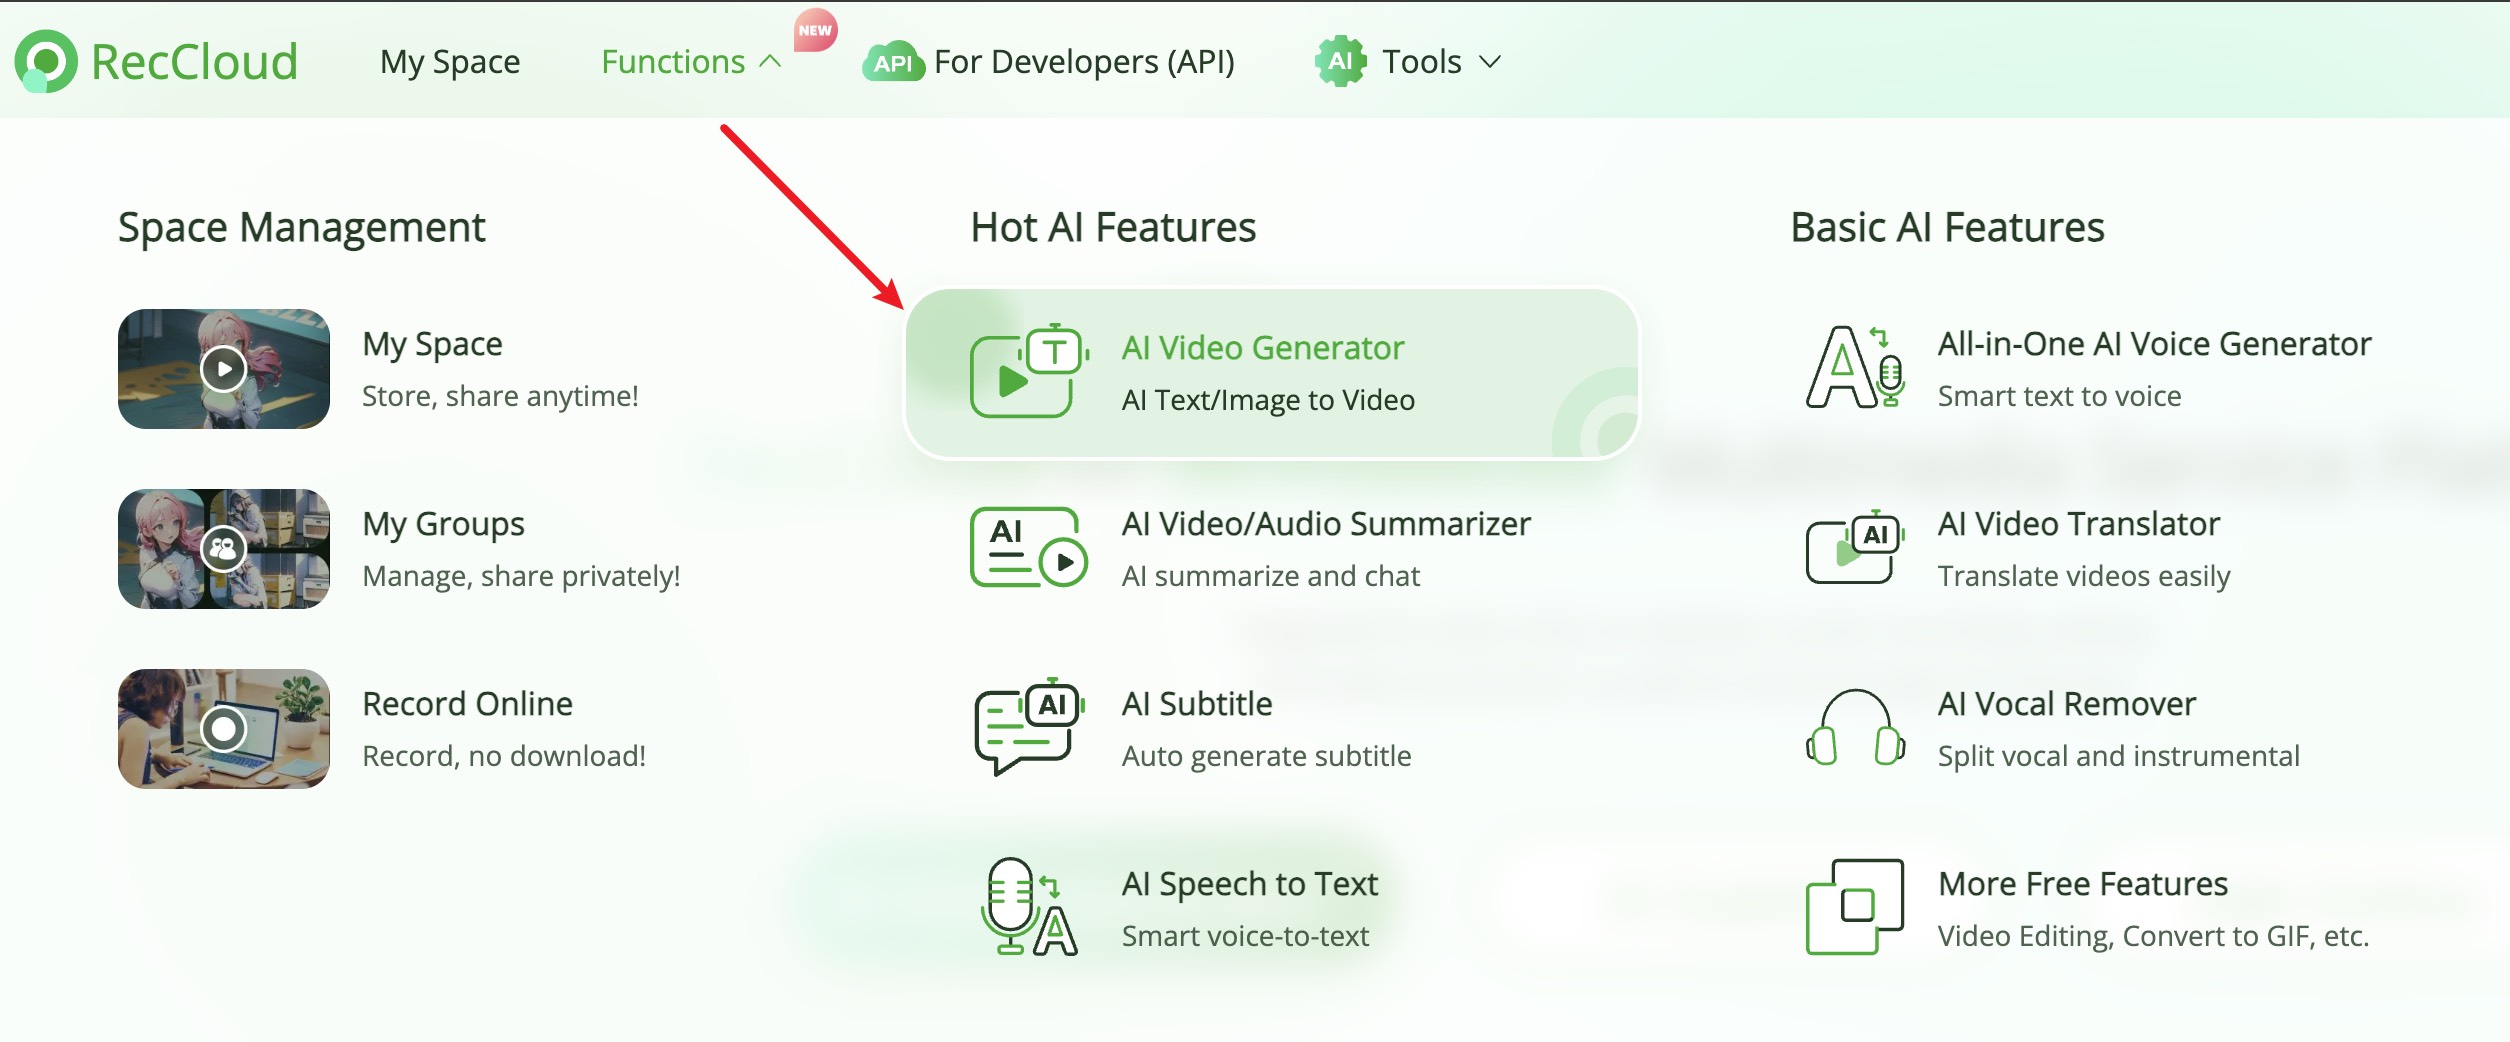 RecCloud
My Space
Functions
NEW
API
For Developers (API)
AI
Tools
Space Management
My Space
Store, share anytime!
My Groups
Manage, share privately!
Record Online
Record, no download!
Hot AI Features
T
AI Video Generator
AI Text/Image to Video
AI
AI Video/Audio Summarizer
AI summarize and chat
AI
AI Subtitle
Auto generate subtitle
A
AI Speech to Text
Smart voice-to-text
Basic AI Features
A
All-in-One AI Voice Generator
Smart text to voice
AI
AI Video Translator
Translate videos easily
AI Vocal Remover
Split vocal and instrumental
More Free Features
Video Editing, Convert to GIF, etc.